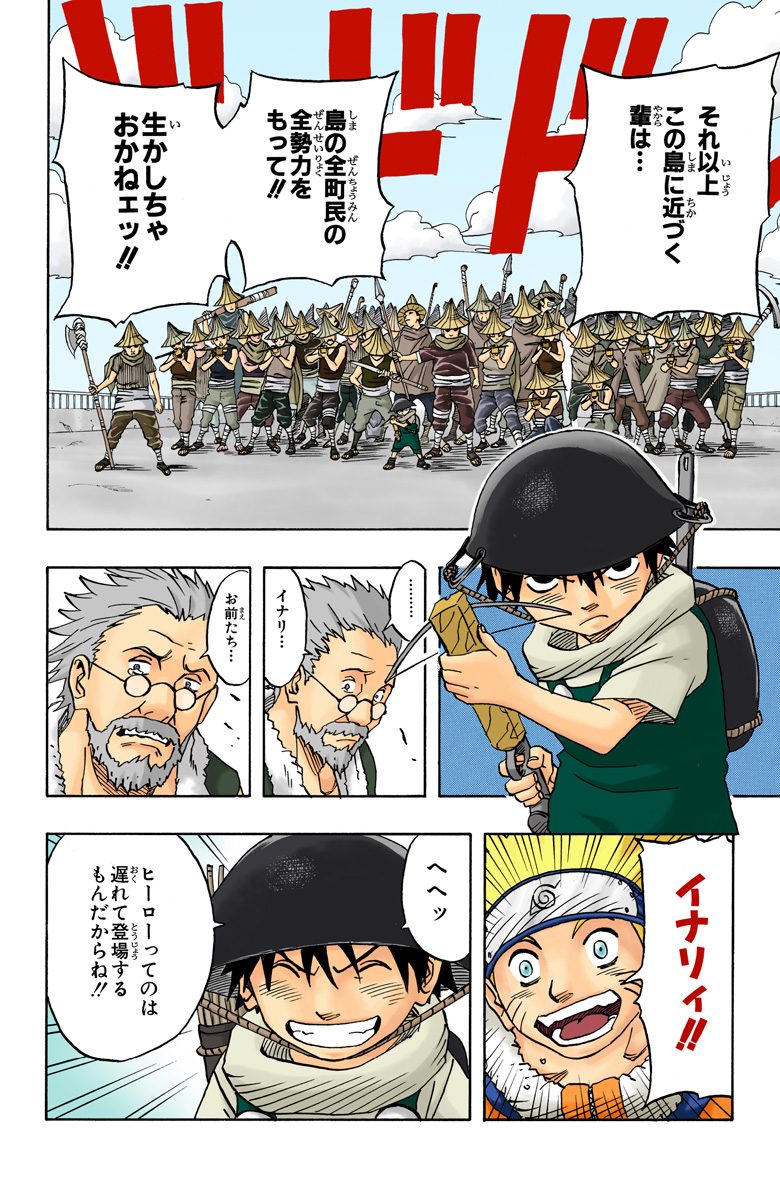 それ以上
この島に近づく
輩は…
島の全町民の
全勢力を
もって!!
生かしちゃ
おかねェッ!!
ドドドン
………
イナリ…
お前たち…
イナリィ!!
へへッ
ヒーローってのは
遅れて登場する
もんだからね!!